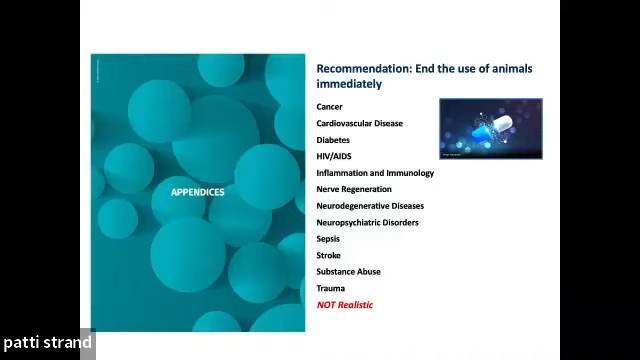 APPENDICES
Recommendation: End the use of animals
immediately
Cancer
Cardiovascular Disease
Diabetes
HIV/AIDS
Inflammation and Immunology
Nerve Regeneration
Neurodegenerative Diseases
Neuropsychiatric Disorders
Sepsis
Stroke
Substance Abuse
Trauma
NOT Realistic
patti strand